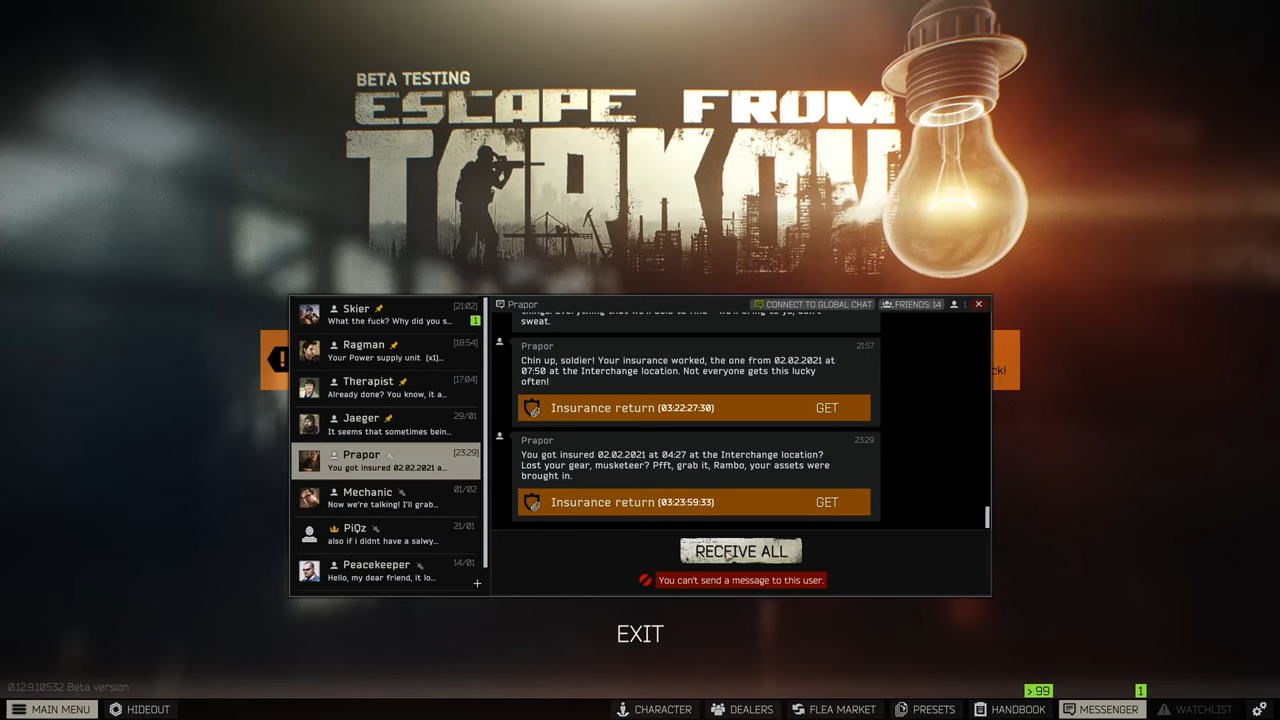 BETA TESTING
ESCAPE FROM
TARKOV
Skier [21:02]
What the fuck? Why did you s... 1
Ragman [18:54]
Your Power supply unit (x1)...
Therapist [17:04]
Already done? You know, it a...
Jaeger 29/01
It seems that sometimes bein...
Prapor [23:29]
You got insured 02.02.2021 a...
Mechanic 01/02
Now we're talking! I'll grab...
PiQz 21/01
also if i didnt have a salwy...
Peacekeeper 14/01
Hello, my dear friend, it lo...
+
Prapor CONNECT TO GLOBAL CHAT FRIENDS: 14 1
sweat.
Prapor 21:57
Chin up, soldier! Your insurance worked, the one from 02.02.2021 at
07:50 at the Interchange location. Not everyone gets this lucky
often!
Insurance return (03:22:27:30) GET
Prapor 23:29
You got insured 02.02.2021 at 04:27 at the Interchange location?
Lost your gear, musketeer? Pfft, grab it, Rambo, your assets were
brought in.
Insurance return (03:23:59:33) GET
RECEIVE ALL
You can't send a message to this user.
ck!
EXIT
0.12.9.10532 Beta version
> 99 1
MAIN MENU HIDEOUT CHARACTER DEALERS FLEA MARKET PRESETS HANDBOOK MESSENGER WATCHLIST